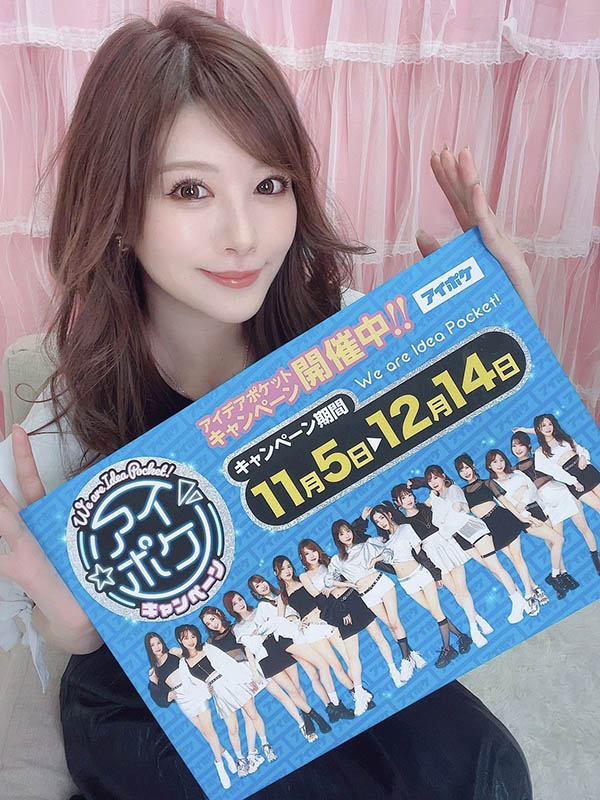 アイポケ
アイデアポケット
キャンペーン開催中!!
We are Idea Pocket!
キャンペーン期間
11月5日▶12月14日
We are Idea Pocket!
アイ
ポケ
キャンペーン